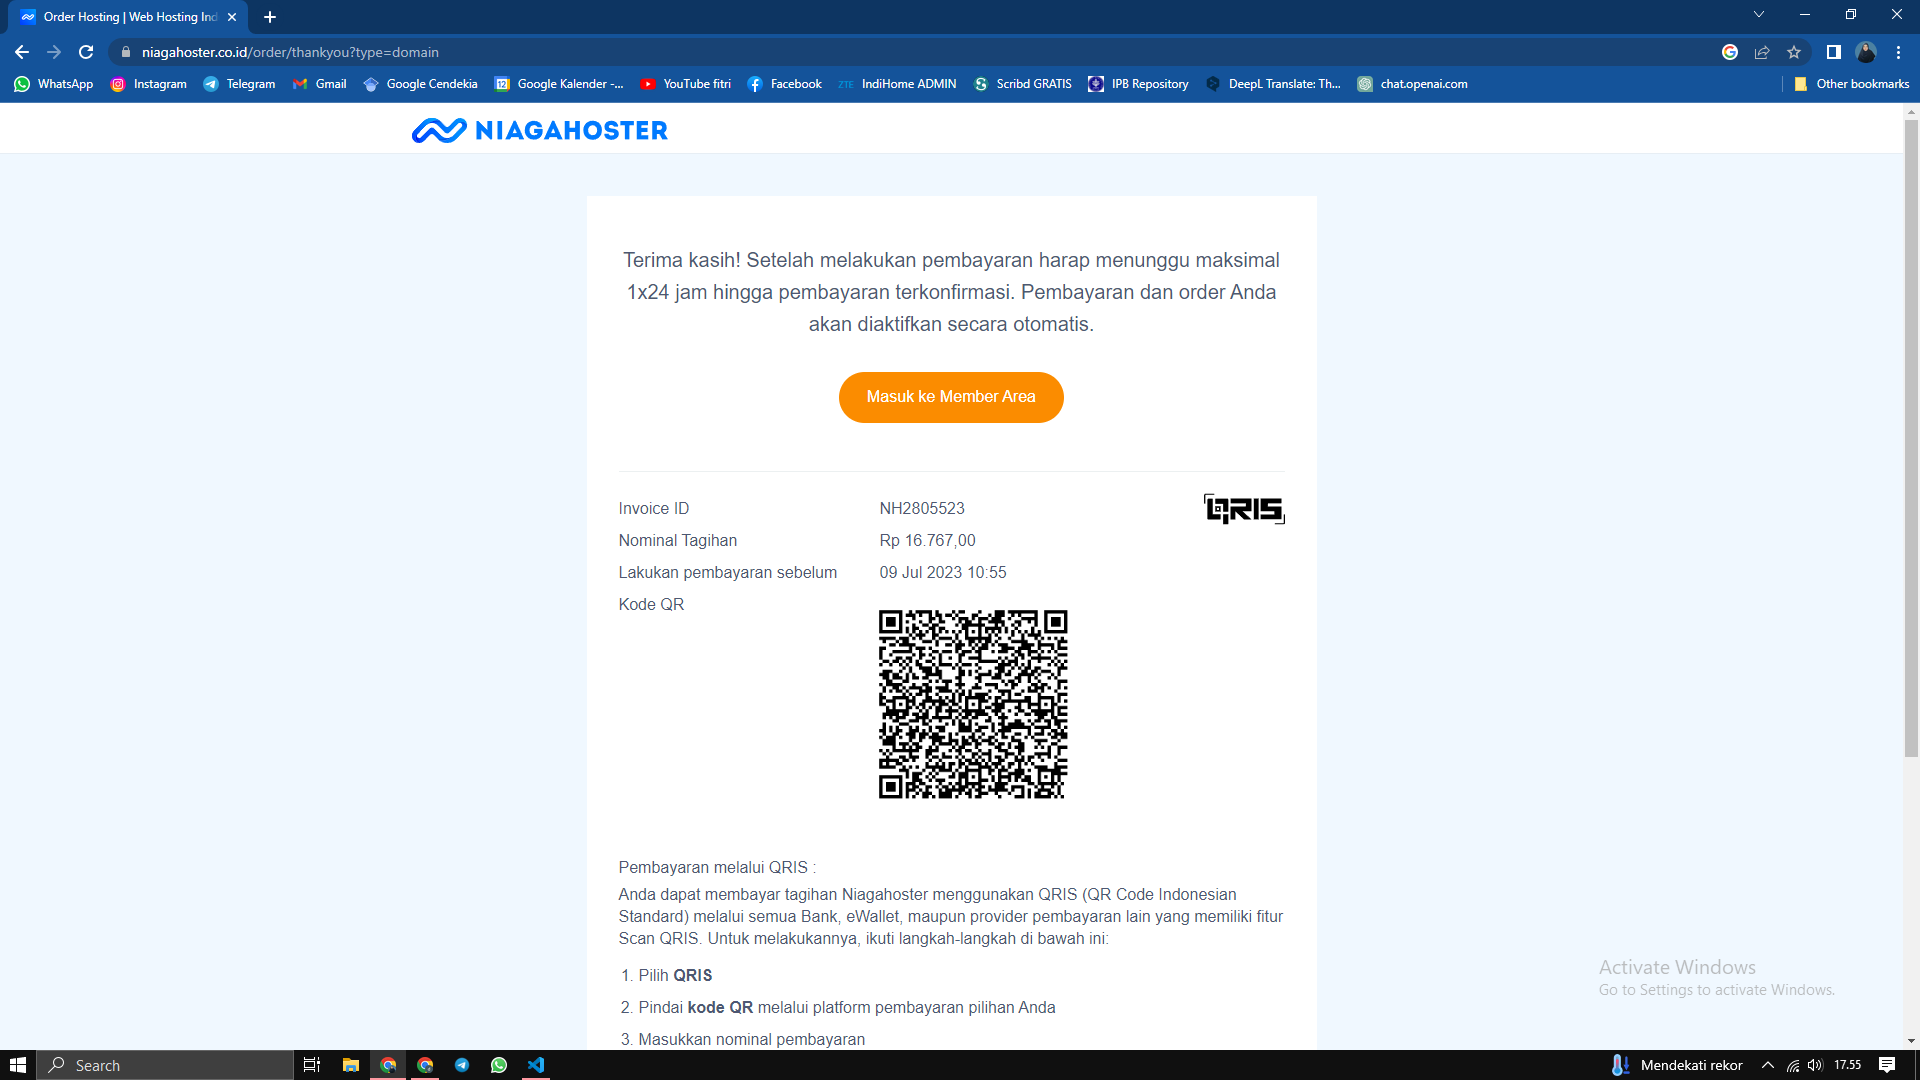 Order Hosting | Web Hosting Ind
niagahoster.co.id/order/thankyou?type=domain
WhatsApp
Instagram
Telegram
Gmail
Google Cendekia
12
Google Kalender -...
YouTube fitri
Facebook
ZTE
IndiHome ADMIN
Scribd GRATIS
IPB Repository
DeepL Translate: Th...
chat.openai.com
Other bookmarks
NIAGAHOSTER
Terima kasih! Setelah melakukan pembayaran harap menunggu maksimal
1x24 jam hingga pembayaran terkonfirmasi. Pembayaran dan order Anda
akan diaktifkan secara otomatis.
Masuk ke Member Area
Invoice ID NH2805523
QRIS
Nominal Tagihan Rp 16.767,00
Lakukan pembayaran sebelum 09 Jul 2023 10:55
Kode QR
Pembayaran melalui QRIS :
Anda dapat membayar tagihan Niagahoster menggunakan QRIS (QR Code Indonesian
Standard) melalui semua Bank, eWallet, maupun provider pembayaran lain yang memiliki fitur
Scan QRIS. Untuk melakukannya, ikuti langkah-langkah di bawah ini:
1. Pilih QRIS
2. Pindai kode QR melalui platform pembayaran pilihan Anda
3. Masukkan nominal pembayaran
Activate Windows
Go to Settings to activate Windows.
Search
Mendekati rekor
17.55